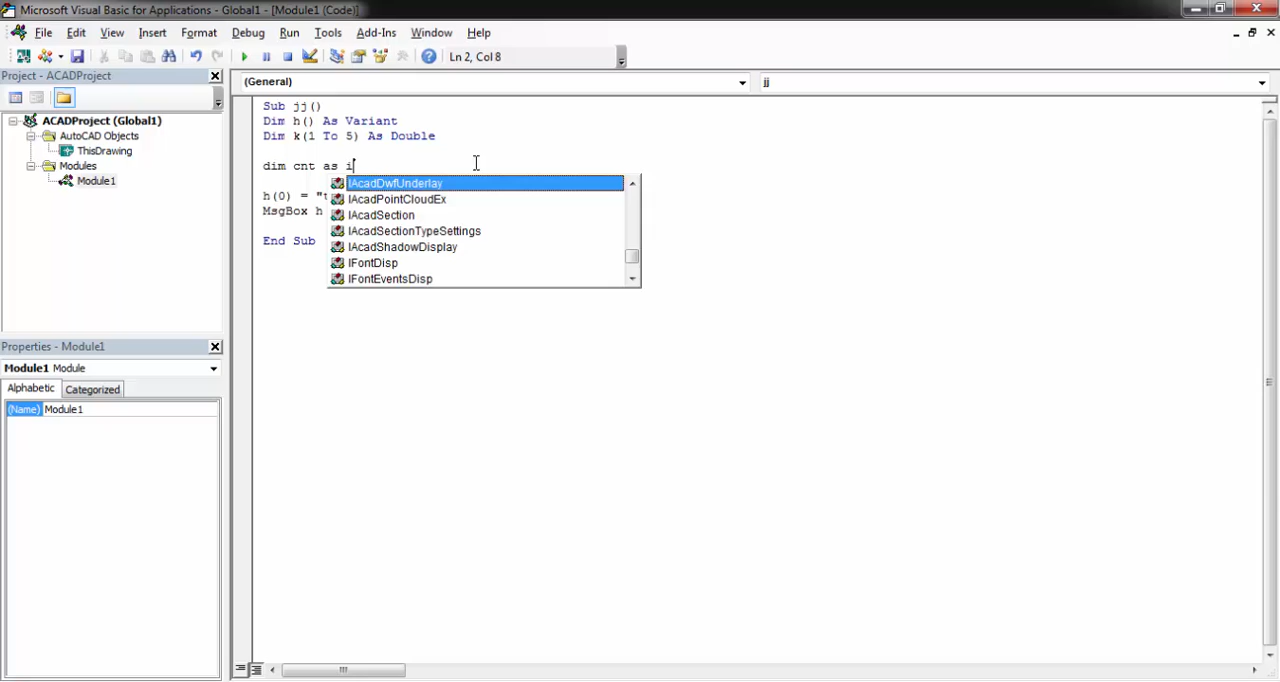 Microsoft Visual Basic for Applications - Global1 - [Module1 (Code)]
File Edit View Insert Format Debug Run Tools Add-Ins Window Help
Ln 2, Col 8
Project - ACADProject
(General)
jj
ACADProject (Global1)
AutoCAD Objects
ThisDrawing
Modules
Module1
Sub jj()
Dim h() As Variant
Dim k(1 To 5) As Double
dim cnt as i
IAcadDwfUnderlay
IAcadPointCloudEx
IAcadSection
IAcadSectionTypeSettings
IAcadShadowDisplay
IFontDisp
IFontEventsDisp
h(0) = "t
MsgBox h
End Sub
Properties - Module1
Module1 Module
Alphabetic Categorized
(Name) Module1